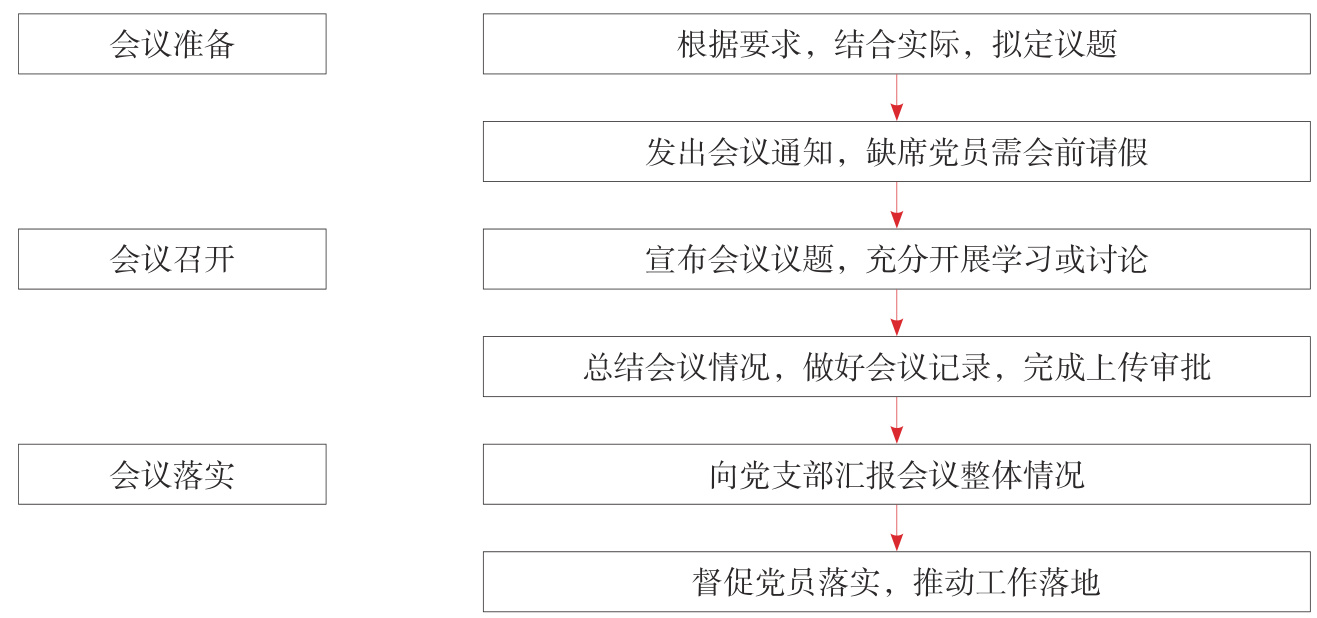 会议准备
根据要求，结合实际，拟定议题
发出会议通知，缺席党员需会前请假
会议召开
宣布会议议题，充分开展学习或讨论
总结会议情况，做好会议记录，完成上传审批
会议落实
向党支部汇报会议整体情况
督促党员落实，推动工作落地